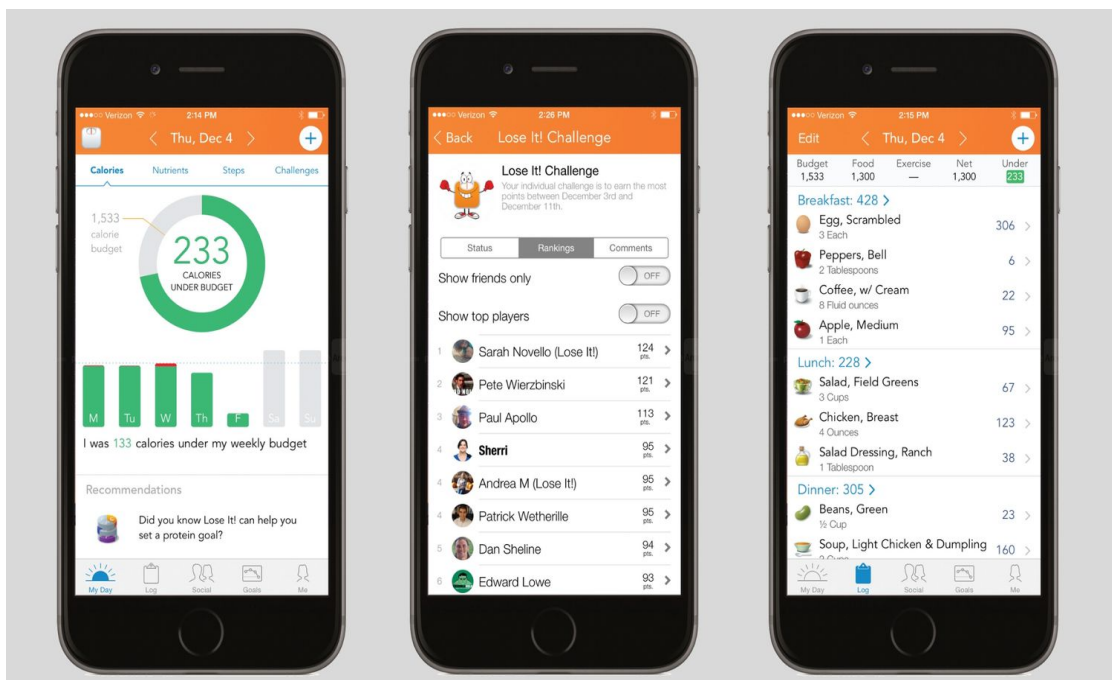 Verizon 2:14 PM
Thu, Dec 4
+
Calories Nutrients Steps Challenges
1,533
calorie
budget
233
CALORIES
UNDER BUDGET
M Tu W Th F Sa Su
I was 133 calories under my weekly budget
Recommendations
Did you know Lose It! can help you
set a protein goal?
My Day Log Social Goals Me
Verizon 2:26 PM
Back Lose It! Challenge
Lose It! Challenge
Your individual challenge is to earn the most
points between December 3rd and
December 11th.
Status Rankings Comments
Show friends only OFF
Show top players OFF
1 Sarah Novello (Lose It!) 124 pts.
2 Pete Wierzbinski 121 pts.
3 Paul Apollo 113 pts.
4 Sherri 95 pts.
4 Andrea M (Lose It!) 95 pts.
4 Patrick Wetherille 95 pts.
5 Dan Sheline 94 pts.
6 Edward Lowe 93 pts.
Verizon 2:15 PM
Edit Thu, Dec 4 +
Budget Food Exercise Net Under
1,533 1,300 — 1,300 233
Breakfast: 428
Egg, Scrambled 306
3 Each
Peppers, Bell 6
2 Tablespoons
Coffee, w/ Cream 22
8 Fluid ounces
Apple, Medium 95
1 Each
Lunch: 228
Salad, Field Greens 67
3 Cups
Chicken, Breast 123
4 Ounces
Salad Dressing, Ranch 38
1 Tablespoon
Dinner: 305
Beans, Green 23
½ Cup
Soup, Light Chicken & Dumpling 160
My Day Log Social Goals Me